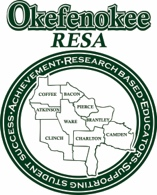 Okefenokee
RESA
SUPPORTING STUDENT SUCCESS-ACHIEVEMENT-RESEARCH BASED-EDUCATORS
COFFEE
BACON
ATKINSON
PIERCE
WARE
BRANTLEY
CLINCH
CHARLTON
CAMDEN